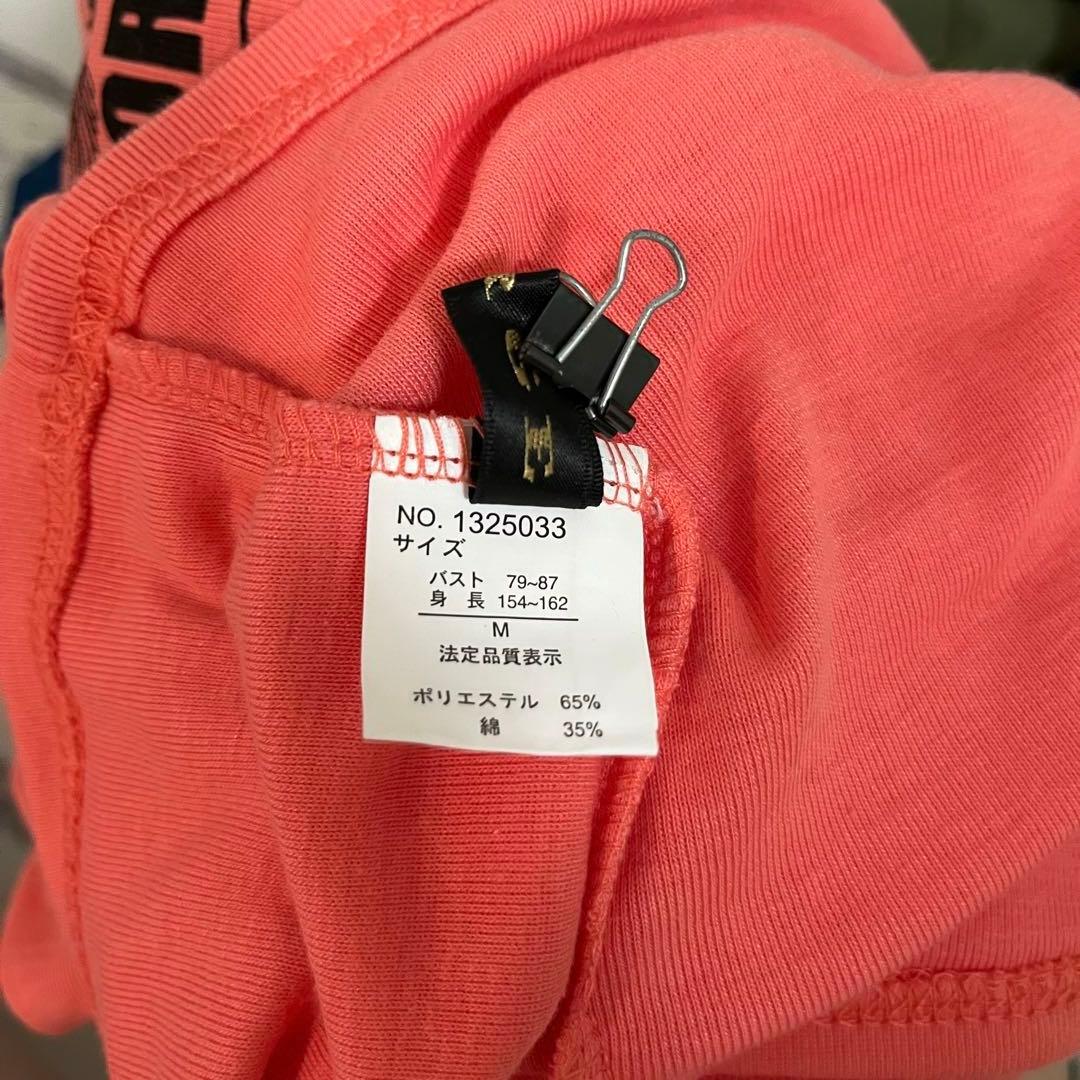 OR
NO. 1325033
サイズ
バスト 79~87
身 長 154~162
M
法定品質表示
ポリエステル 65%
綿 35%